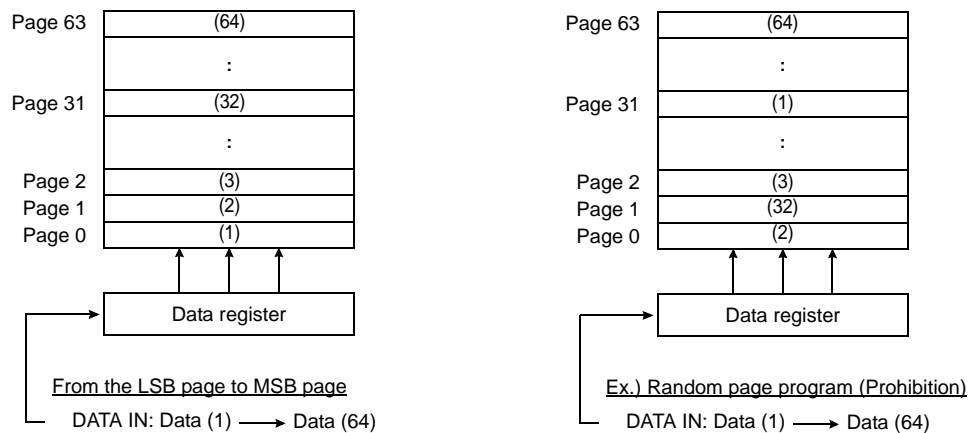 Page 63 (64)
:
Page 31 (32)
:
Page 2 (3)
Page 1 (2)
Page 0 (1)
Data register
From the LSB page to MSB page
DATA IN: Data (1) Data (64)
Page 63 (64)
:
Page 31 (1)
:
Page 2 (3)
Page 1 (32)
Page 0 (2)
Data register
Ex.) Random page program (Prohibition)
DATA IN: Data (1) Data (64)